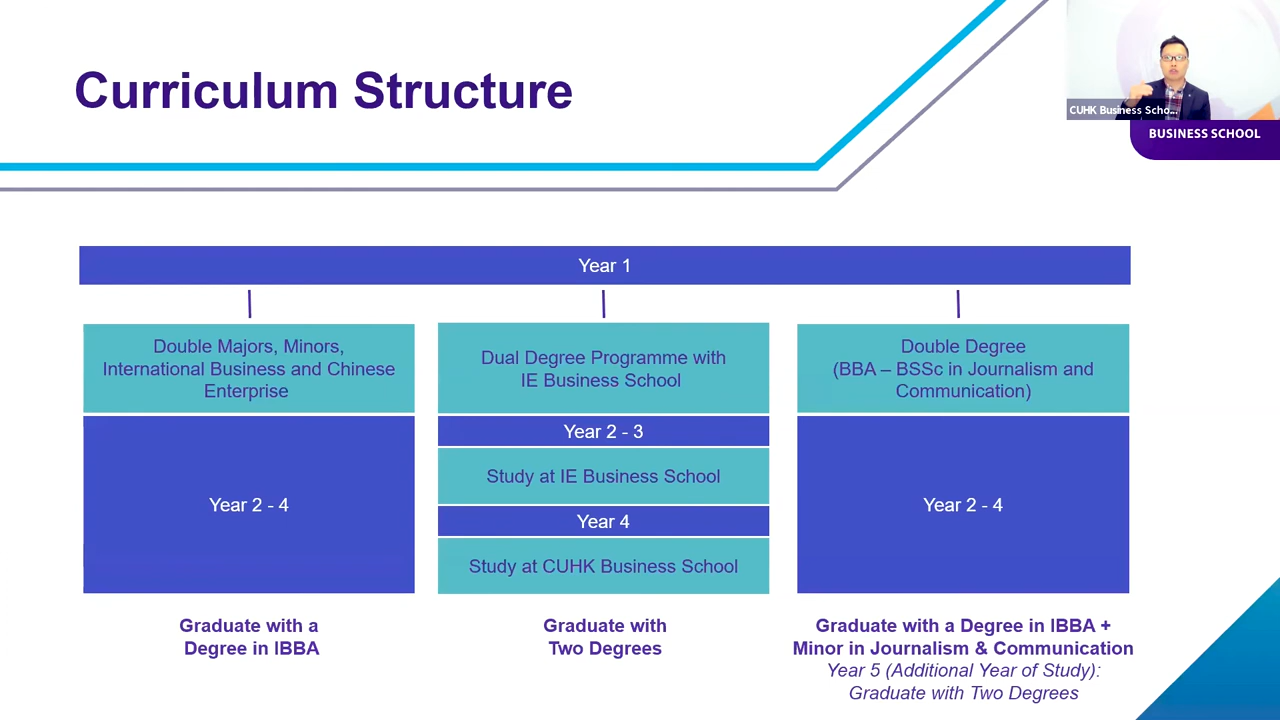 Curriculum Structure
CUHK Business Scho...
BUSINESS SCHOOL
Year 1
Double Majors, Minors,
International Business and Chinese
Enterprise
Year 2 - 4
Graduate with a
Degree in IBBA
Dual Degree Programme with
IE Business School
Year 2 - 3
Study at IE Business School
Year 4
Study at CUHK Business School
Graduate with
Two Degrees
Double Degree
(BBA – BSSc in Journalism and
Communication)
Year 2 - 4
Graduate with a Degree in IBBA +
Minor in Journalism & Communication
Year 5 (Additional Year of Study):
Graduate with Two Degrees